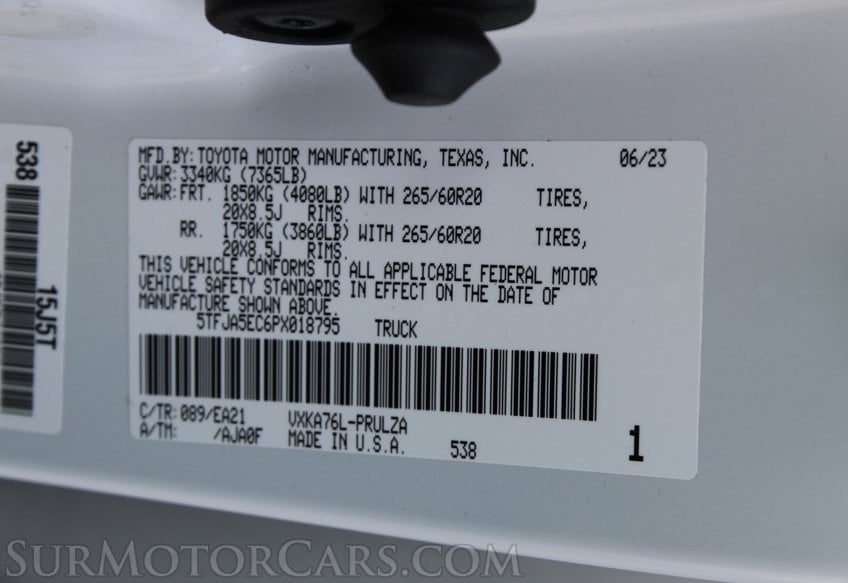 538
15J5T
MFD.BY: TOYOTA MOTOR MANUFACTURING, TEXAS, INC. 06/23
GVWR: 3340KG (7365LB)
GAWR: FRT. 1850KG (4080LB) WITH 265/60R20 TIRES,
20X8.5J RIMS.
RR. 1750KG (3860LB) WITH 265/60R20 TIRES,
20X8.5J RIMS.
THIS VEHICLE CONFORMS TO ALL APPLICABLE FEDERAL MOTOR
VEHICLE SAFETY STANDARDS IN EFFECT ON THE DATE OF
MANUFACTURE SHOWN ABOVE.
5TFJA5EC6PX018795 TRUCK
C/TR: 089/EA21 VXKA76L-PRULZA
A/TM: /AJA0F MADE IN U.S.A. 538 1
SURMOTORCARS.COM